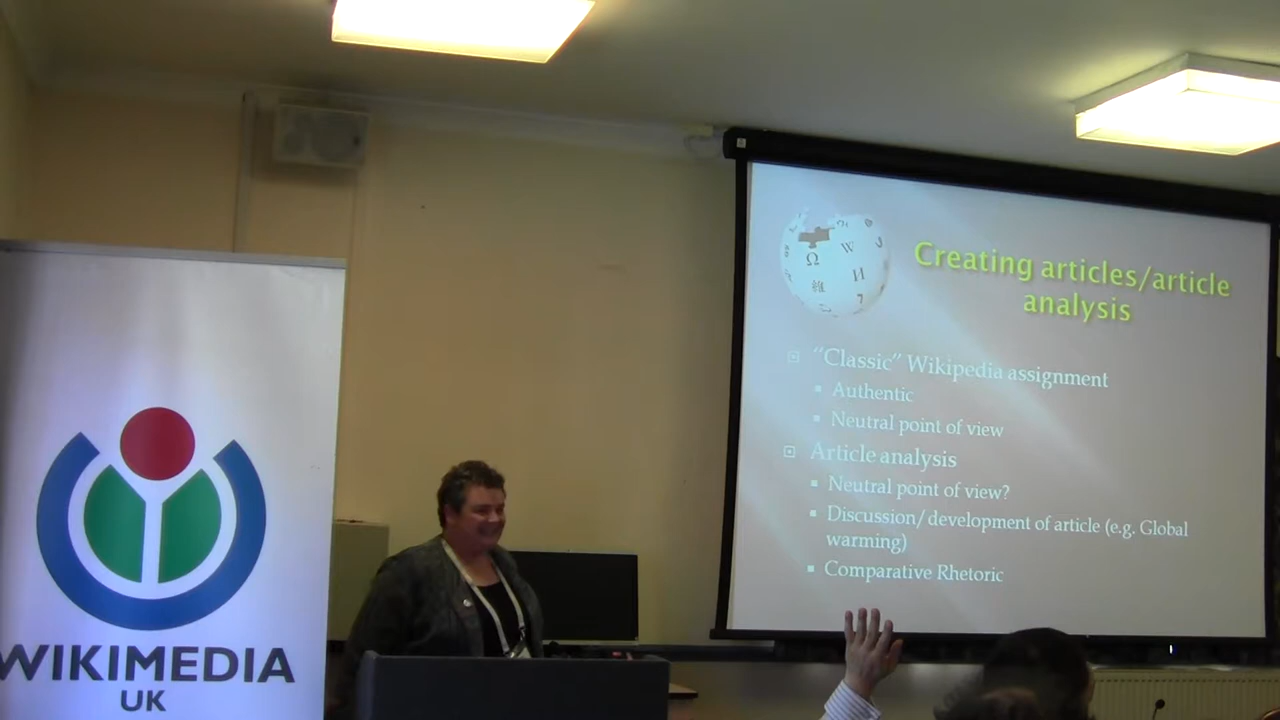 WIKIMEDIA
UK
Creating articles/article
analysis
"Classic" Wikipedia assignment
Authentic
Neutral point of view
Article analysis
Neutral point of view?
Discussion/development of article (e.g. Global
warming)
Comparative Rhetoric